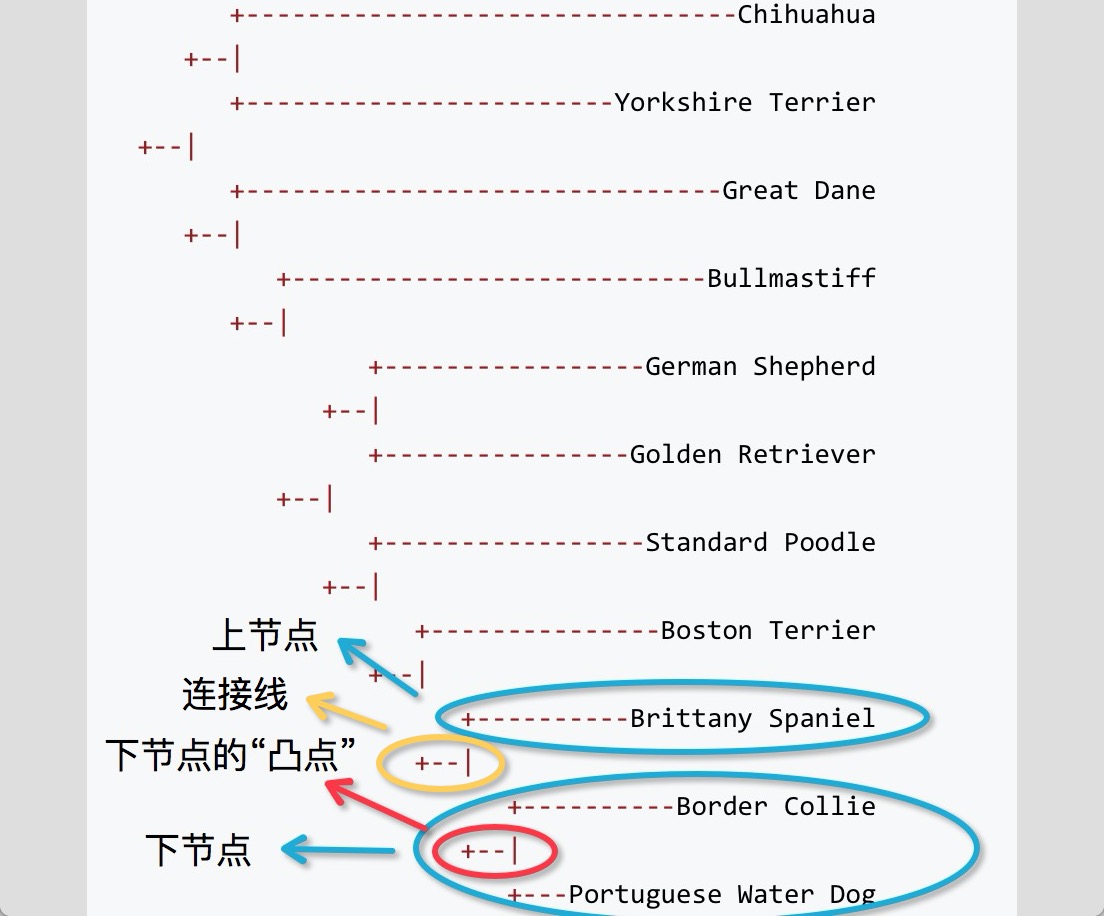 +--------------------------------Chihuahua
+--|
+------------------------Yorkshire Terrier
+--|
+-------------------------------Great Dane
+--|
+---------------------------Bullmastiff
+--|
+-----------------German Shepherd
+--|
+----------------Golden Retriever
+--|
+-----------------Standard Poodle
+--|
上节点
+---------------Boston Terrier
+--|
连接线
+----------Brittany Spaniel
下节点的“凸点”
+--|
+----------Border Collie
下节点
+--|
+---Portuguese Water Dog